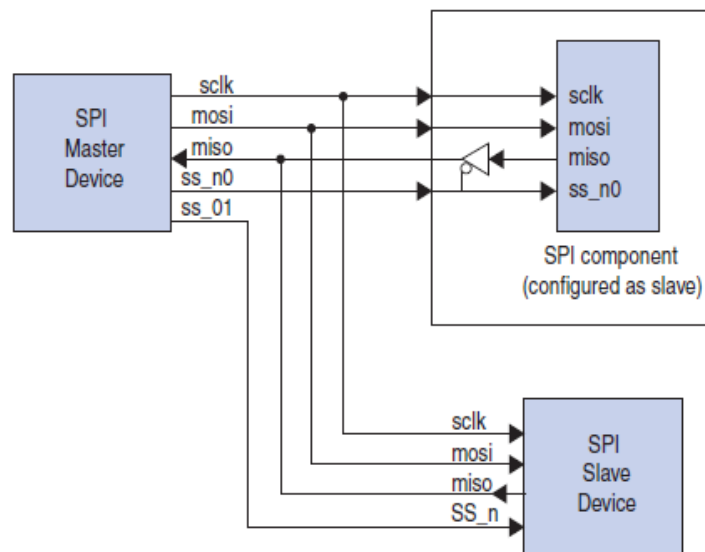 SPI
Master
Device
sclk
mosi
miso
ss_n0
ss_01
sclk
mosi
miso
ss_n0
SPI component
(configured as slave)
sclk
mosi
miso
SS_n
SPI
Slave
Device